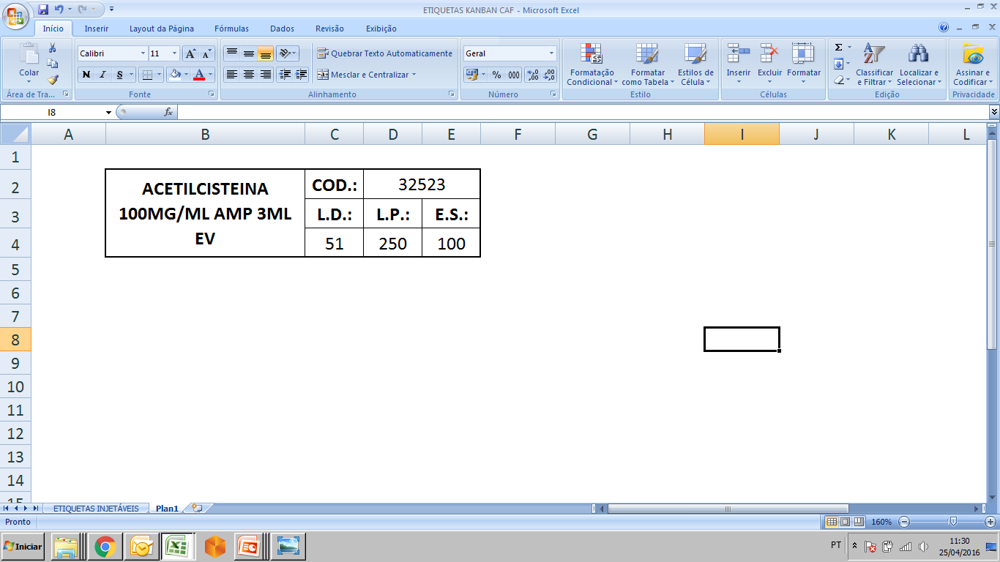 ETIQUETAS KANBAN CAF - Microsoft Excel
Início Inserir Layout da Página Fórmulas Dados Revisão Exibição
Colar
Calibri 11
N I S
A A
Quebrar Texto Automaticamente
Mesclar e Centralizar
Geral
% 000
Formatação Condicional
Formatar como Tabela
Estilos de Célula
Inserir Excluir Formatar
Σ
Classificar e Filtrar
Localizar e Selecionar
Assinar e Codificar
Área de Tra... Fonte Alinhamento Número Estilo Células Edição Privacidade
I8 fx
A B C D E F G H I J K L
1
2
3
4
5
6
7
8
9
10
11
12
13
14
15
ACETILCISTEINA
100MG/ML AMP 3ML
EV
COD.: 32523
L.D.: L.P.: E.S.:
51 250 100
ETIQUETAS INJETÁVEIS Plan1
Pronto 160%
Iniciar PT 11:30
25/04/2016